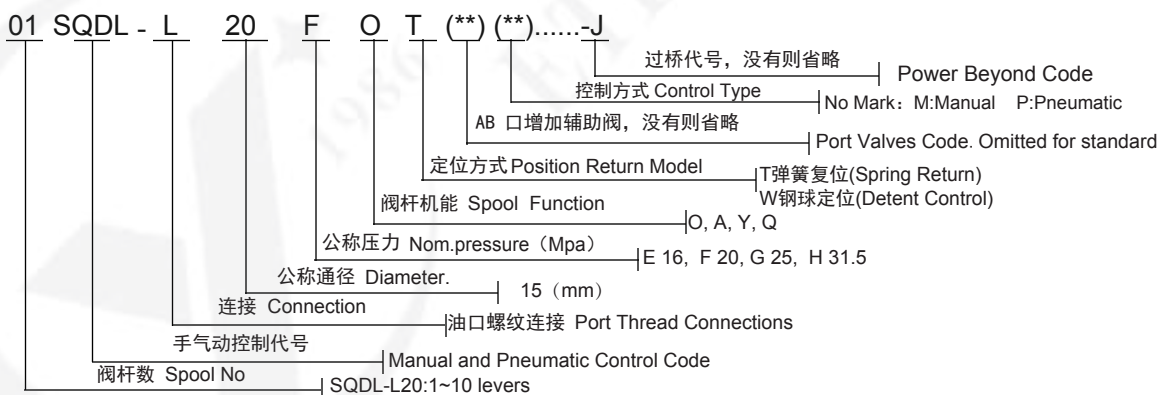 01 SQDL - L 20 F O T (**) (**)......-J
过桥代号，没有则省略 Power Beyond Code
控制方式 Control Type No Mark：M:Manual P:Pneumatic
AB 口增加辅助阀，没有则省略 Port Valves Code. Omitted for standard
定位方式 Position Return Model T弹簧复位(Spring Return)
W钢球定位(Detent Control)
阀杆机能 Spool Function O, A, Y, Q
公称压力 Nom.pressure（Mpa） E 16, F 20, G 25, H 31.5
公称通径 Diameter. 15（mm）
连接 Connection 油口螺纹连接 Port Thread Connections
手气动控制代号 Manual and Pneumatic Control Code
阀杆数 Spool No SQDL-L20:1~10 levers
1986